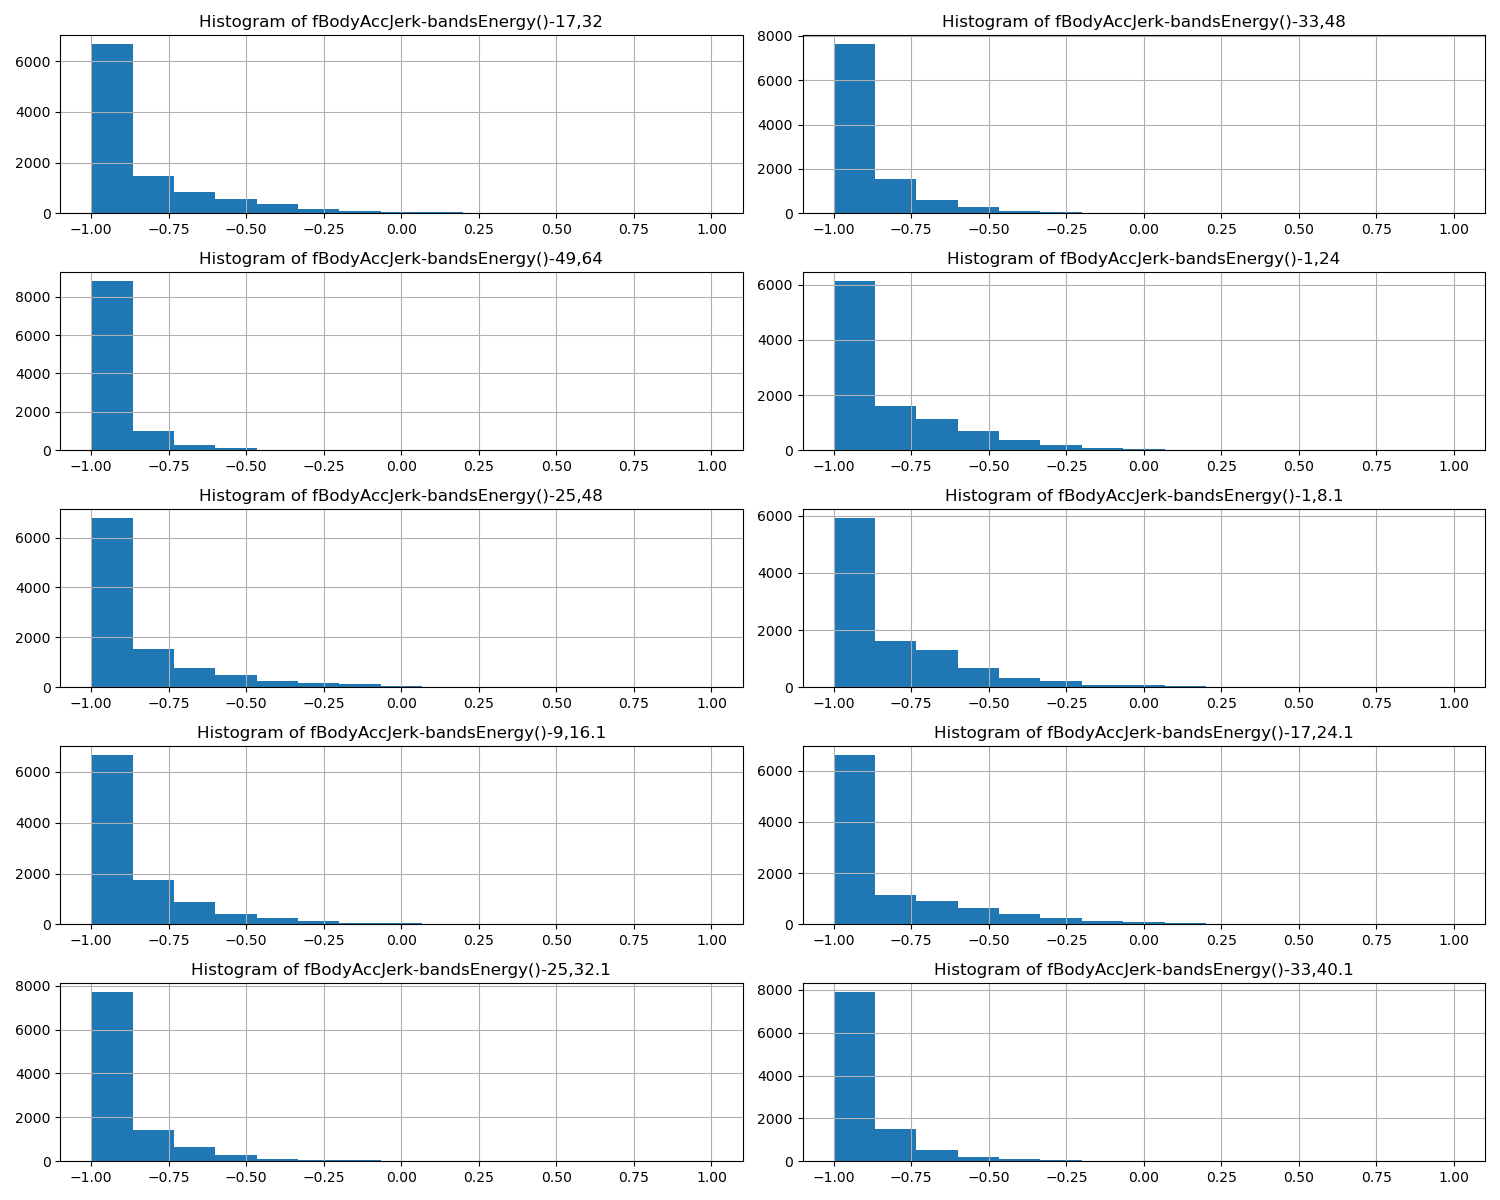 Histogram of fBodyAccJerk-bandsEnergy()-17,32
6000
4000
2000
0
−1.00 −0.75 −0.50 −0.25 0.00 0.25 0.50 0.75 1.00
Histogram of fBodyAccJerk-bandsEnergy()-33,48
8000
6000
4000
2000
0
−1.00 −0.75 −0.50 −0.25 0.00 0.25 0.50 0.75 1.00
Histogram of fBodyAccJerk-bandsEnergy()-49,64
8000
6000
4000
2000
0
−1.00 −0.75 −0.50 −0.25 0.00 0.25 0.50 0.75 1.00
Histogram of fBodyAccJerk-bandsEnergy()-1,24
6000
4000
2000
0
−1.00 −0.75 −0.50 −0.25 0.00 0.25 0.50 0.75 1.00
Histogram of fBodyAccJerk-bandsEnergy()-25,48
6000
4000
2000
0
−1.00 −0.75 −0.50 −0.25 0.00 0.25 0.50 0.75 1.00
Histogram of fBodyAccJerk-bandsEnergy()-1,8.1
6000
4000
2000
0
−1.00 −0.75 −0.50 −0.25 0.00 0.25 0.50 0.75 1.00
Histogram of fBodyAccJerk-bandsEnergy()-9,16.1
6000
4000
2000
0
−1.00 −0.75 −0.50 −0.25 0.00 0.25 0.50 0.75 1.00
Histogram of fBodyAccJerk-bandsEnergy()-17,24.1
6000
4000
2000
0
−1.00 −0.75 −0.50 −0.25 0.00 0.25 0.50 0.75 1.00
Histogram of fBodyAccJerk-bandsEnergy()-25,32.1
8000
6000
4000
2000
0
−1.00 −0.75 −0.50 −0.25 0.00 0.25 0.50 0.75 1.00
Histogram of fBodyAccJerk-bandsEnergy()-33,40.1
8000
6000
4000
2000
0
−1.00 −0.75 −0.50 −0.25 0.00 0.25 0.50 0.75 1.00